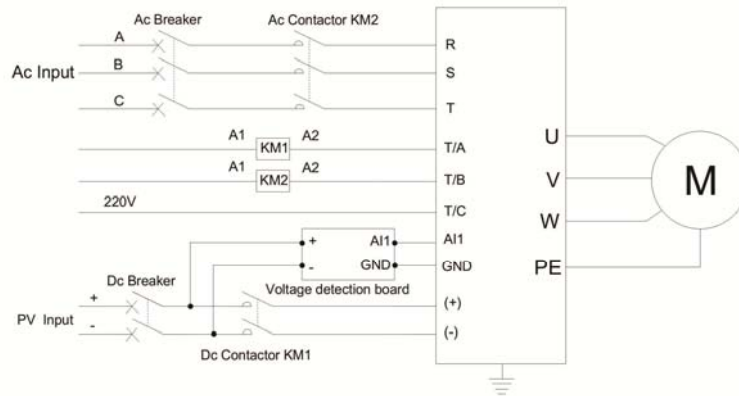 Ac Breaker Ac Contactor KM2
A R
Ac Input B S U
C T V
A1 KM1 A2 T/A W
A1 KM2 A2 T/B PE
220V T/C M
+ AI1 AI1
- GND GND
Dc Breaker Voltage detection board
+ (+)
PV Input - (-)
Dc Contactor KM1